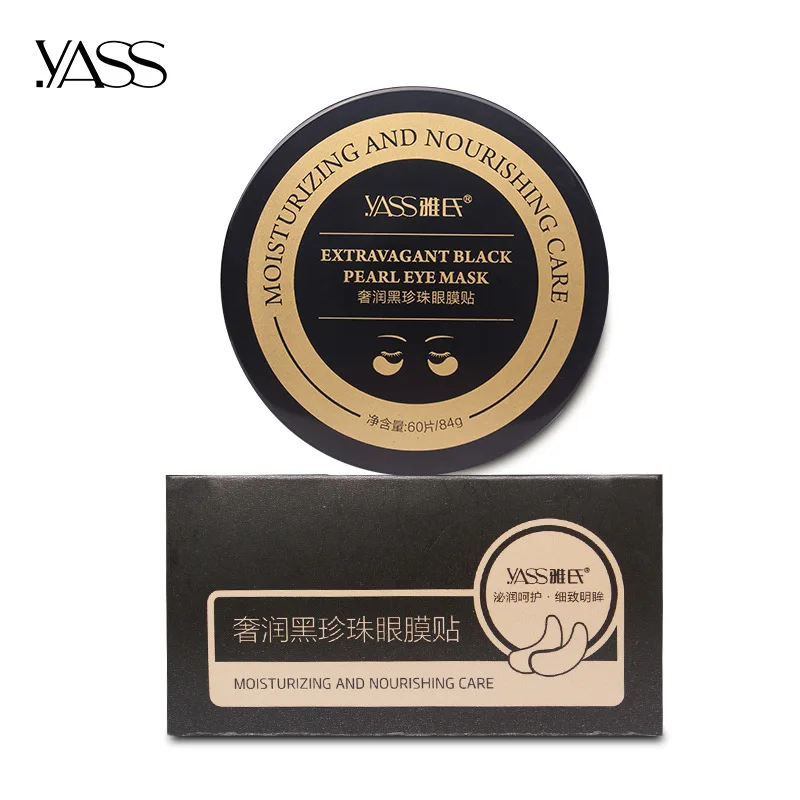 YASS
MOISTURIZING AND NOURISHING CARE
YASS雅氏®
EXTRAVAGANT BLACK
PEARL EYE MASK
奢润黑珍珠眼膜贴
净含量:60片/84g
YASS雅氏®
泌润呵护·细致明眸
奢润黑珍珠眼膜贴
MOISTURIZING AND NOURISHING CARE